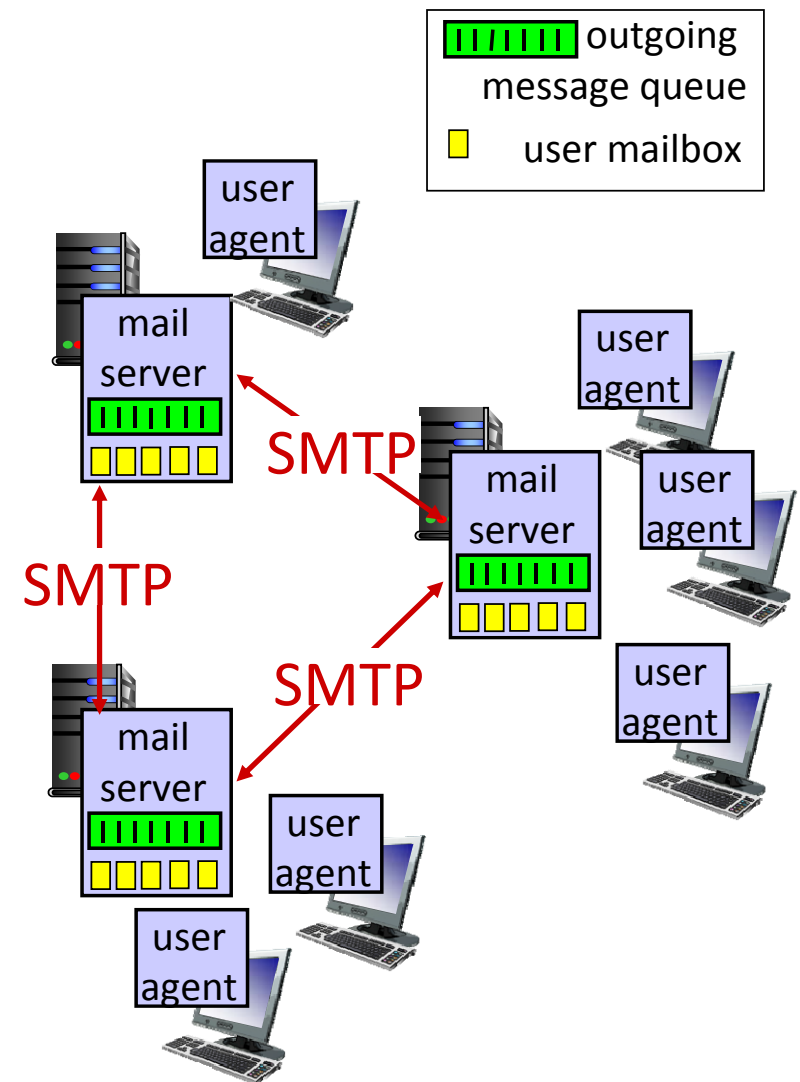 outgoing
message queue
user mailbox
user
agent
mail
server
SMTP
user
agent
mail
server
user
agent
SMTP
SMTP
user
agent
mail
server
user
agent
user
agent